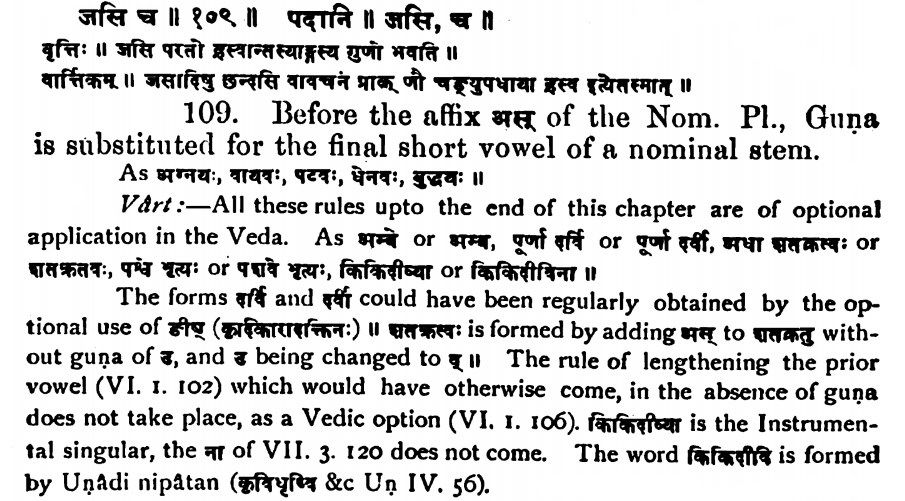 जसि च ॥ १०९ ॥ पदानि ॥ जसि, च ॥
वृत्तिः ॥ जसि परतो ह्रस्वान्तस्याङ्गस्य गुणो भवति ॥
वार्त्तिकम् ॥ जसादिषु छन्दसि वावचनं प्राक् णौ चङ्युपधाया ह्रस्व इत्येतस्मात् ॥
109. Before the affix अस् of the Nom. Pl., Guṇa
is substituted for the final short vowel of a nominal stem.
As अग्नयः, वायवः, पटवः, धेनवः, बुद्धयः ॥
Vârt :—All these rules upto the end of this chapter are of optional
application in the Veda. As अम्बे or अम्ब, पूर्णा दर्वि or पूर्णा दर्वी, अधा शतक्रत्वः or
शतक्रतवः, पश्वे भृत्यः or पशवे भृत्यः, किकिदीव्या or किकिदीविना ॥
The forms दर्वि and दर्वी could have been regularly obtained by the op-
tional use of ङीष् (कृदिकारादक्तिनः) ॥ शतक्रत्वः is formed by adding अस् to शतक्रतु with-
out guṇa of उ, and उ being changed to व् ॥ The rule of lengthening the prior
vowel (VI. 1. 102) which would have otherwise come, in the absence of guṇa
does not take place, as a Vedic option (VI. 1. 106). किकिदीव्या is the Instrumen-
tal singular, the ना of VII. 3. 120 does not come. The word किकिदीवि is formed
by Uṇâdi nipâtan (कृविघृष्वि &c Uṇ IV. 56).